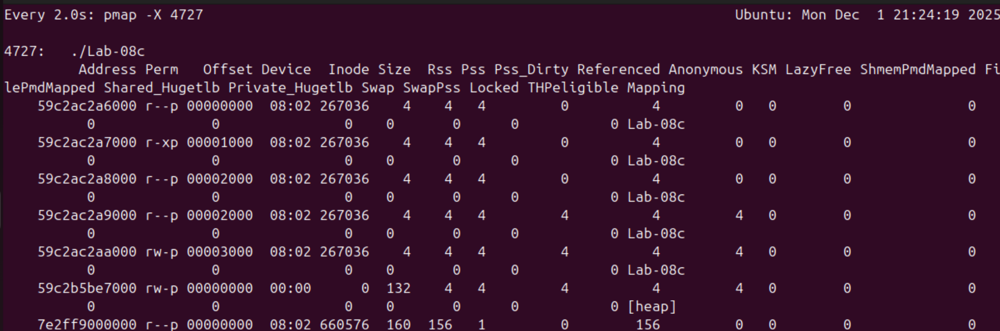 Every 2.0s: pmap -X 4727 Ubuntu: Mon Dec  1 21:24:19 2025
4727:   ./Lab-08c
Address Perm Offset Device Inode Size Rss Pss Pss_Dirty Referenced Anonymous KSM LazyFree ShmemPmdMapped Fi
lePmdMapped Shared_Hugetlb Private_Hugetlb Swap SwapPss Locked THPeligible Mapping
59c2ac2a6000 r--p 00000000 08:02 267036 4 4 4 0 4 0 0 0 0
0 0 0 0 0 0 0 Lab-08c
59c2ac2a7000 r-xp 00001000 08:02 267036 4 4 4 0 4 0 0 0 0
0 0 0 0 0 0 0 Lab-08c
59c2ac2a8000 r--p 00002000 08:02 267036 4 4 4 0 4 0 0 0 0
0 0 0 0 0 0 0 Lab-08c
59c2ac2a9000 r--p 00002000 08:02 267036 4 4 4 4 4 4 0 0 0
0 0 0 0 0 0 0 Lab-08c
59c2ac2aa000 rw-p 00003000 08:02 267036 4 4 4 4 4 4 0 0 0
0 0 0 0 0 0 0 Lab-08c
59c2b5be7000 rw-p 00000000 00:00 0 132 4 4 4 4 4 0 0 0
0 0 0 0 0 0 0 [heap]
7e2ff9000000 r--p 00000000 08:02 660576 160 156 1 0 156 0 0 0 0